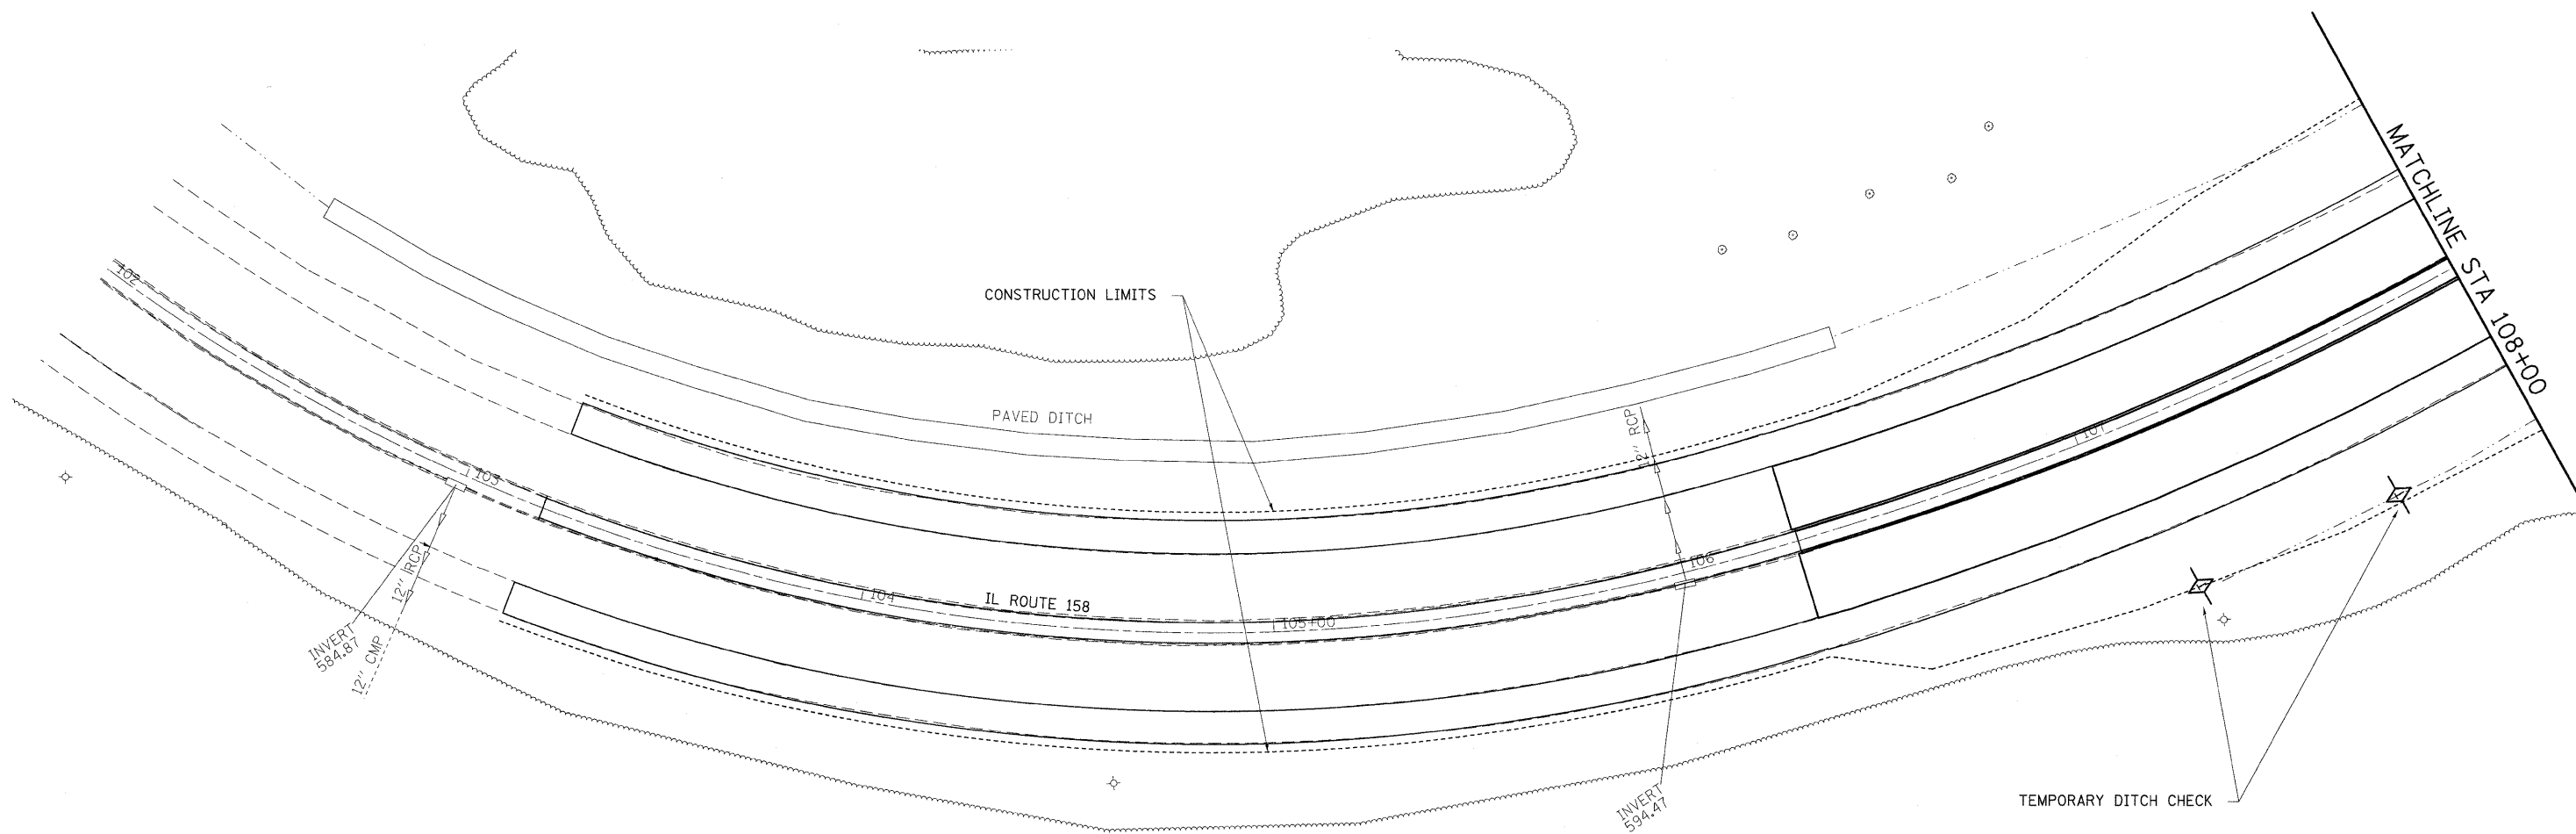 MATCHLINE STA 108+00
102
CONSTRUCTION LIMITS
PAVED DITCH
12" RCP
107
103
106
12" RCP
104
IL ROUTE 158
105+00
INVERT
584.87
12" CMP
INVERT
594.47
TEMPORARY DITCH CHECK